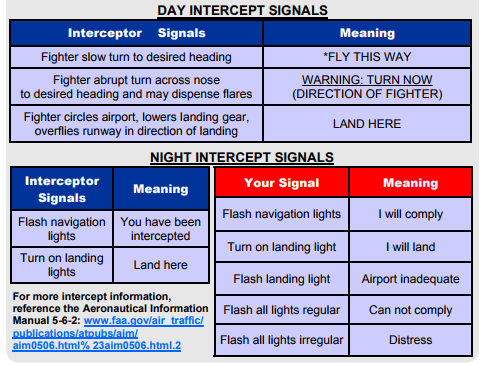 DAY INTERCEPT SIGNALS
Interceptor Signals
Meaning
Fighter slow turn to desired heading
*FLY THIS WAY
Fighter abrupt turn across nose
to desired heading and may dispense flares
WARNING: TURN NOW
(DIRECTION OF FIGHTER)
Fighter circles airport, lowers landing gear,
overflies runway in direction of landing
LAND HERE
NIGHT INTERCEPT SIGNALS
Interceptor
Signals
Meaning
Flash navigation
lights
You have been
intercepted
Turn on landing
lights
Land here
For more intercept information,
reference the Aeronautical Information
Manual 5-6-2: www.faa.gov/air_traffic/
publications/atpubs/aim/
aim0506.html% 23aim0506.html.2
Your Signal
Meaning
Flash navigation lights
I will comply
Turn on landing light
I will land
Flash landing light
Airport inadequate
Flash all lights regular
Can not comply
Flash all lights irregular
Distress